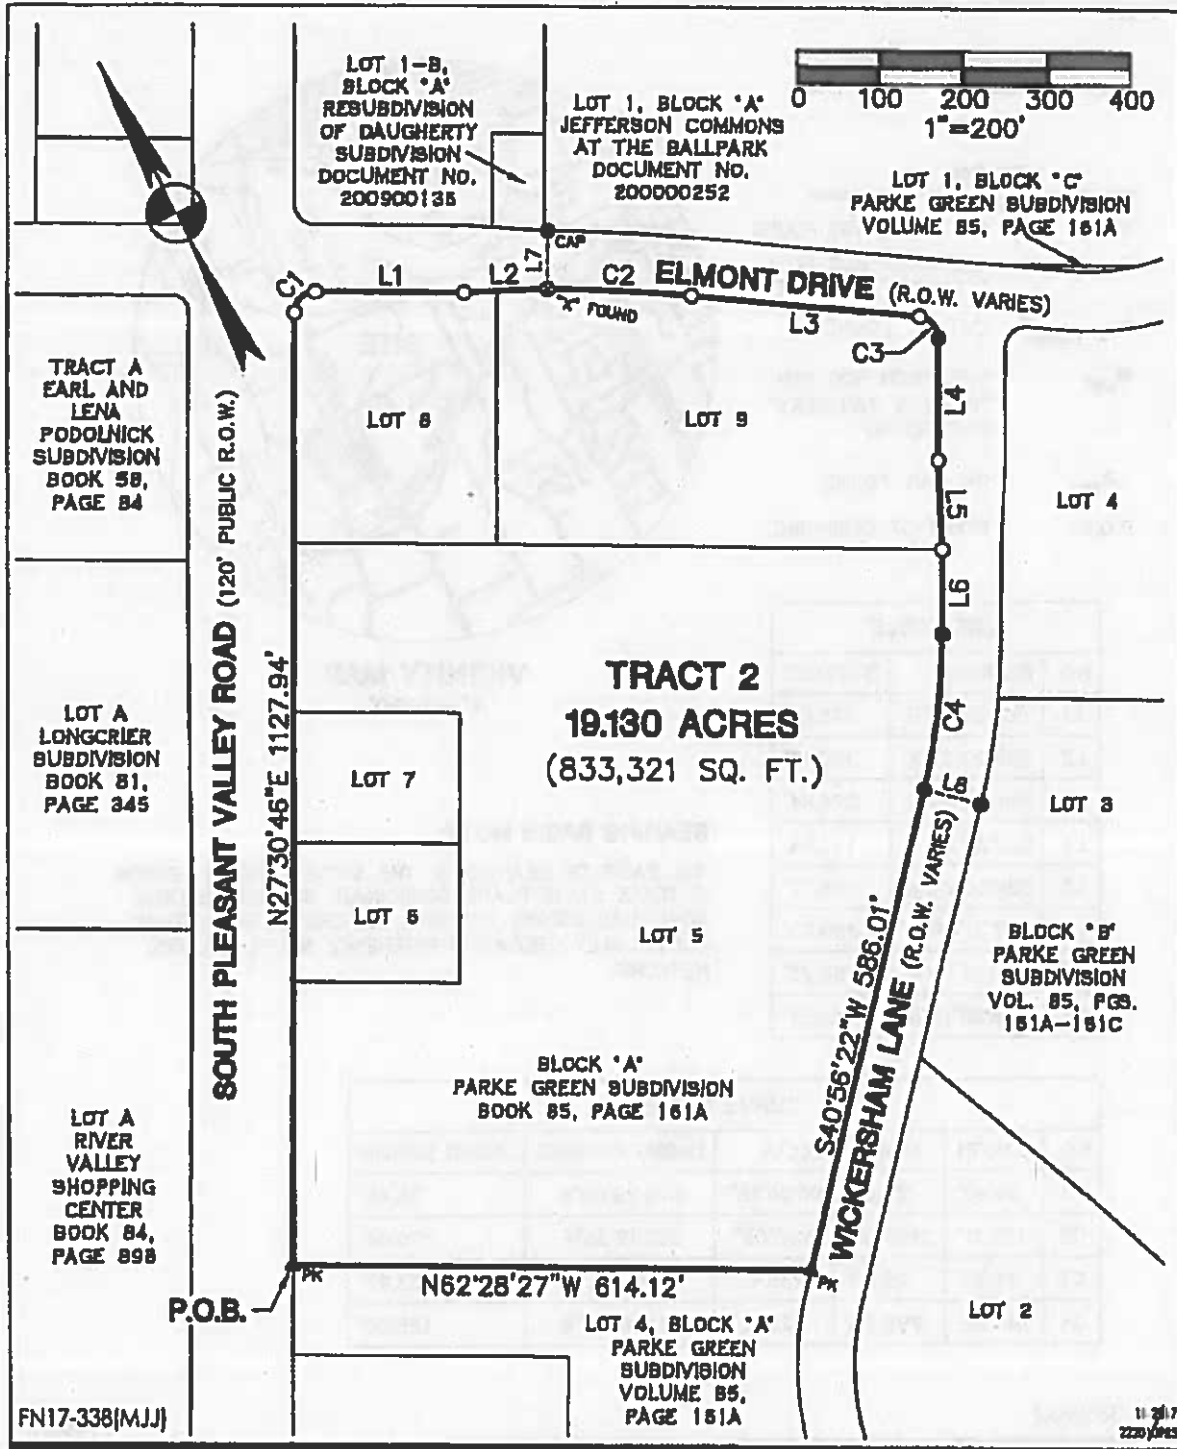 LOT 1-B,
BLOCK "A"
RESUBDIVISION
OF DAUGHERTY
SUBDIVISION
DOCUMENT NO.
200900135
LOT 1, BLOCK "A"
JEFFERSON COMMONS
AT THE BALLPARK
DOCUMENT NO.
200000252
0 100 200 300 400
1"=200'
LOT 1, BLOCK "C"
PARKE GREEN SUBDIVISION
VOLUME 85, PAGE 161A
CAP
L7
C1
L1
L2
C2
ELMONT DRIVE (R.O.W. VARIES)
"X" FOUND
L3
C3
TRACT A
EARL AND
LENA
PODOLNICK
SUBDIVISION
BOOK 58,
PAGE 84
LOT 8
LOT 9
L4
L5
L6
LOT 4
SOUTH PLEASANT VALLEY ROAD (120' PUBLIC R.O.W.)
N27°30'46"E 1127.94'
TRACT 2
19.130 ACRES
(833,321 SQ. FT.)
C4
L8
LOT A
LONGCRIER
SUBDIVISION
BOOK 81,
PAGE 345
LOT 7
LOT 3
LOT 6
LOT 5
S40°56'22"W 586.01'
WICKERSHAM LANE (R.O.W. VARIES)
BLOCK "B"
PARKE GREEN
SUBDIVISION
VOL. 85, PGS.
161A-161C
BLOCK "A"
PARKE GREEN SUBDIVISION
BOOK 85, PAGE 161A
LOT A
RIVER
VALLEY
SHOPPING
CENTER
BOOK 84,
PAGE 898
PK
PK
N62°28'27"W 614.12'
P.O.B.
LOT 2
LOT 4, BLOCK "A"
PARKE GREEN
SUBDIVISION
VOLUME 85,
PAGE 161A
FN17-338(MJJ)